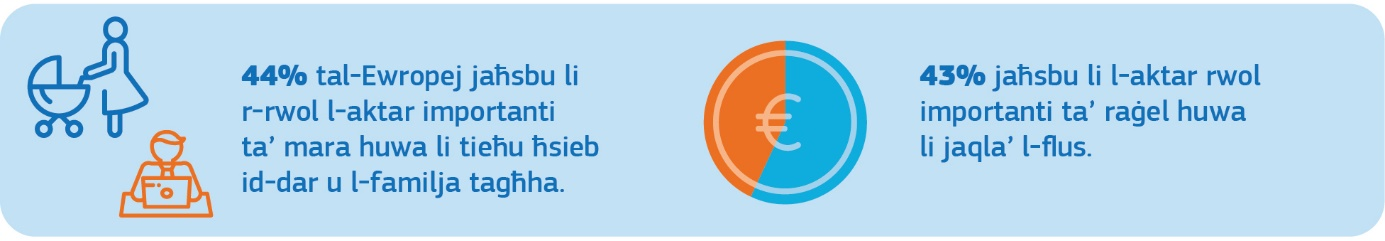 44% tal-Ewropej jaħsbu li
r-rwol l-aktar importanti
ta’ mara huwa li tieħu ħsieb
id-dar u l-familja tagħha.
€
43% jaħsbu li l-aktar rwol
importanti ta’ raġel huwa
li jaqla’ l-flus.